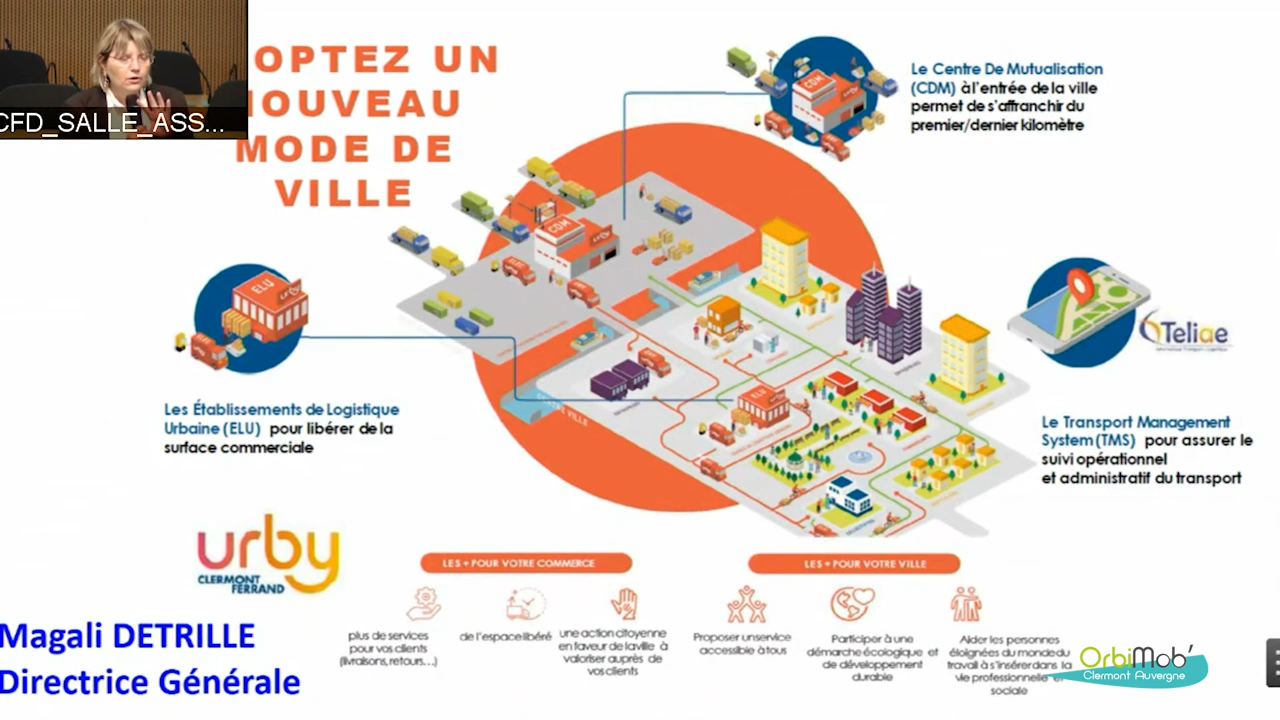 CFD_SALLE_ASS...
OPTEZ UN
OUVEAU
MODE DE
VILLE
Le Centre De Mutualisation
(CDM) à l'entrée de la ville
permet de s'affranchir du
premier/dernier kilomètre
CDM
CDM
ELU
ELU
Teliae
Les Établissements de Logistique
Urbaine (ELU) pour libérer de la
surface commerciale
Le Transport Management
System (TMS) pour assurer le
suivi opérationnel
et administratif du transport
urby
CLERMONT
FERRAND
LES + POUR VOTRE COMMERCE
plus de services
pour vos clients
(livraisons, retours...)
de l'espace libéré
une action citoyenne
en faveur de la ville à
valoriser auprès de
vos clients
LES + POUR VOTRE VILLE
Proposer un service
accessible à tous
Participer à une
démarche écologique et
de développement
durable
Aider les personnes
éloignées du monde du
travail à s'insérer dans la
vie professionnelle et
sociale
Magali DETRILLE
Directrice Générale
OrbiMob'
Clermont Auvergne